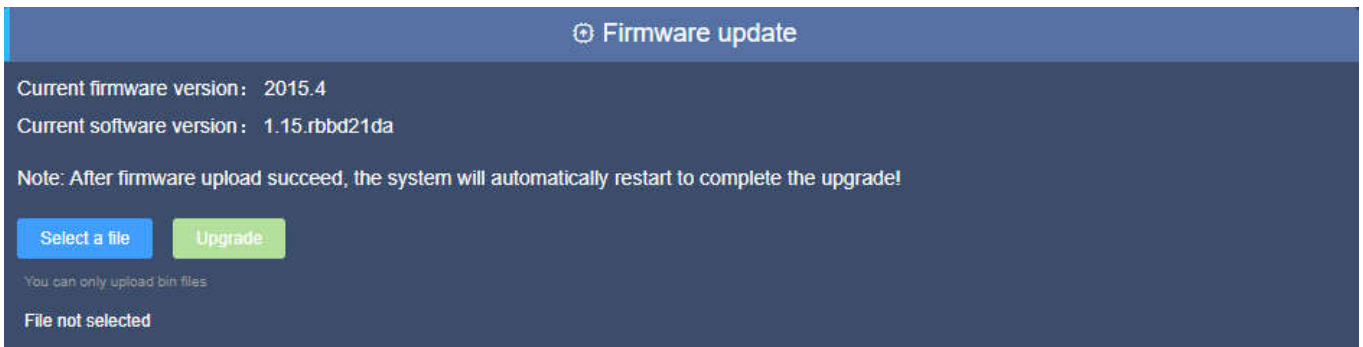 Firmware update
Current firmware version： 2015.4
Current software version： 1.15.rbbd21da
Note: After firmware upload succeed, the system will automatically restart to complete the upgrade!
Select a file Upgrade
You can only upload bin files
File not selected